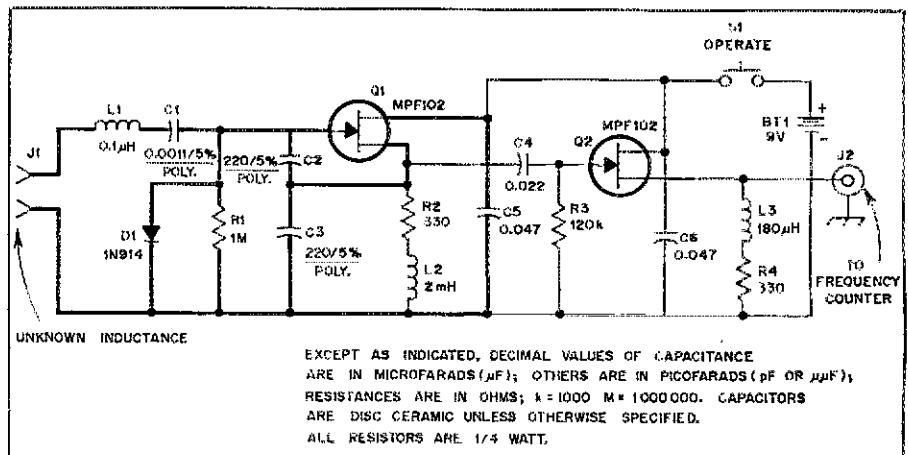 S1
OPERATE
Q1
MPF102
L1
0.1µH
C1
0.0011/5%
POLY.
J1
220/5%
POLY.
C2
C4
0.022
Q2
MPF102
BT1
9V
+
–
J2
D1
1N914
R1
1M
C3
220/5%
POLY.
R2
330
L2
2mH
C5
0.047
R3
120k
C6
0.047
L3
180µH
R4
330
TO
FREQUENCY
COUNTER
UNKNOWN INDUCTANCE
EXCEPT AS INDICATED, DECIMAL VALUES OF CAPACITANCE
ARE IN MICROFARADS (µF); OTHERS ARE IN PICOFARADS (pF OR µµF);
RESISTANCES ARE IN OHMS; k = 1000 M = 1000000. CAPACITORS
ARE DISC CERAMIC UNLESS OTHERWISE SPECIFIED.
ALL RESISTORS ARE 1/4 WATT.